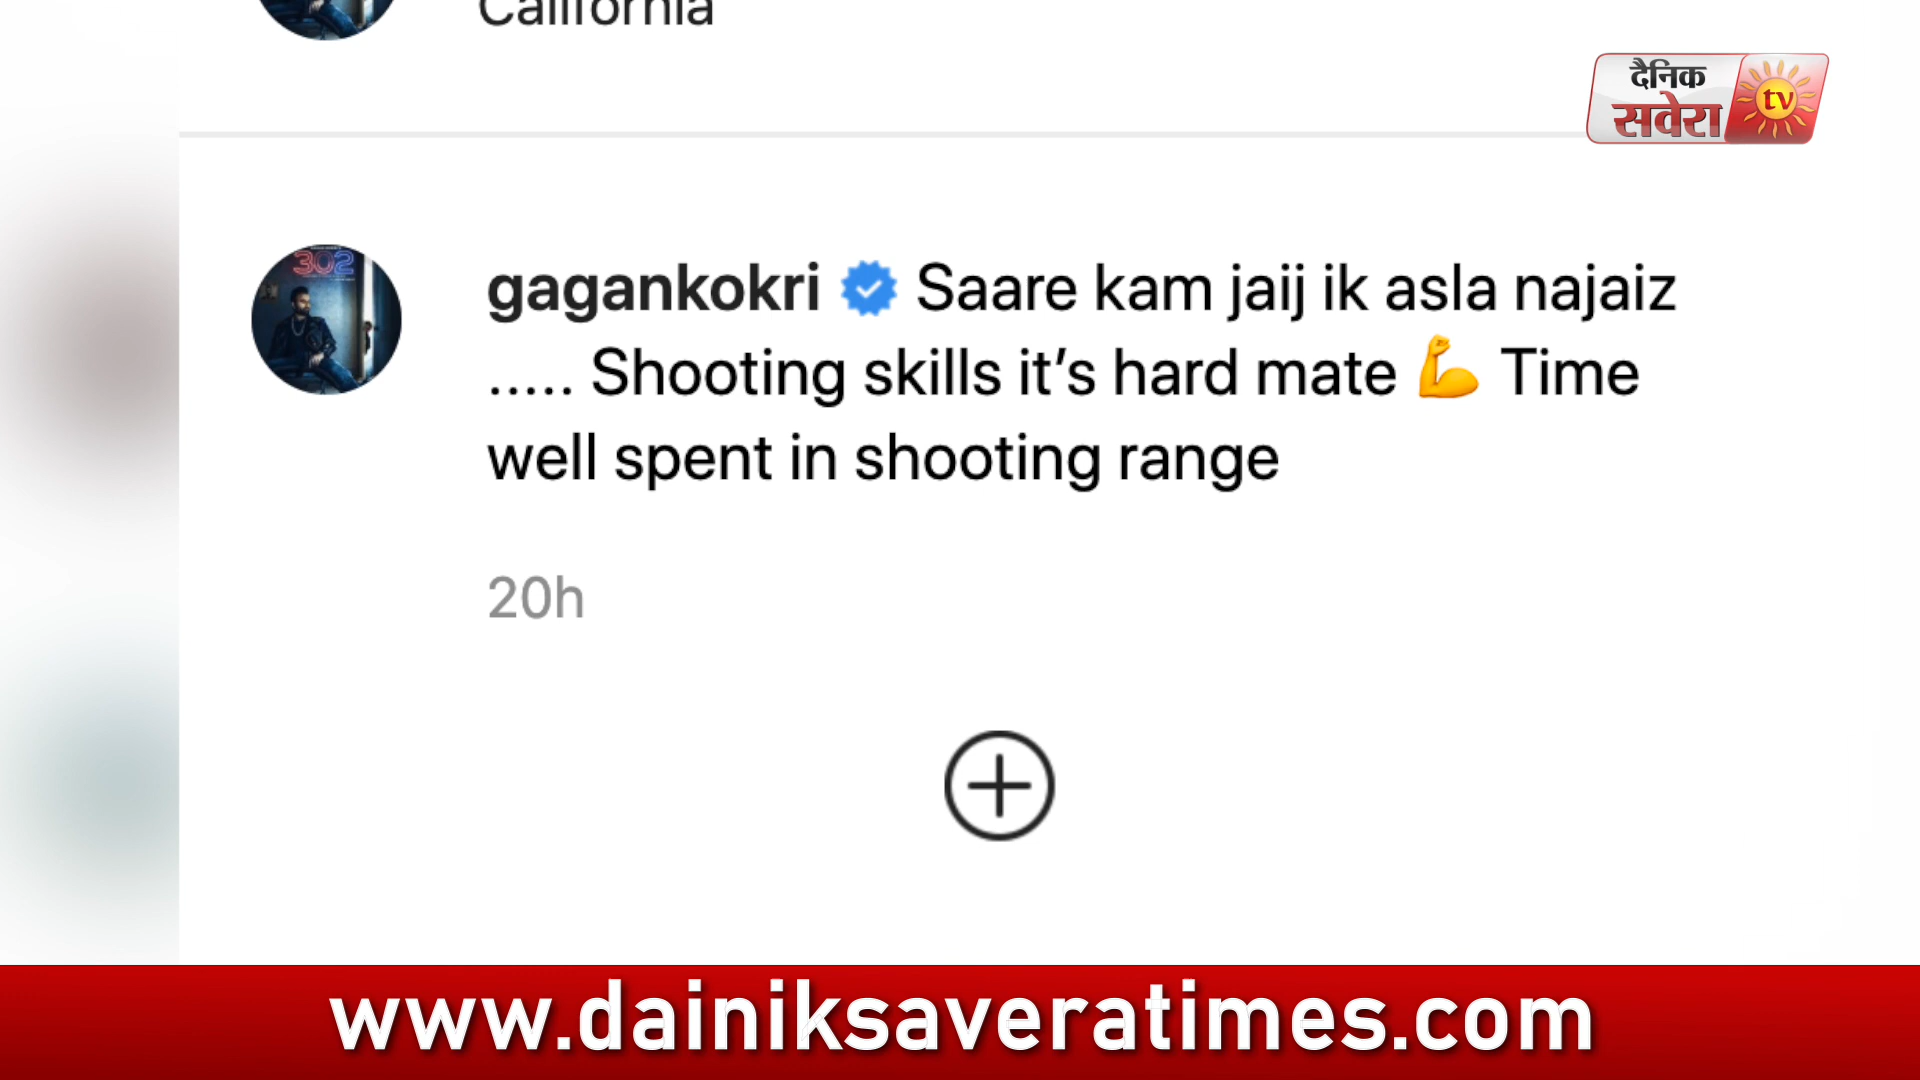 California
दैनिक
सवेरा
tv
302
gagankokri Saare kam jaij ik asla najaiz
..... Shooting skills it’s hard mate 💪 Time
well spent in shooting range
20h
www.dainiksaveratimes.com